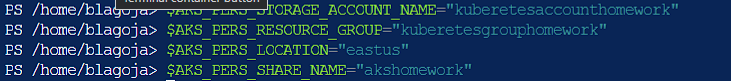 Terminal container button
PS /home/blagoja> $AKS_PERS_STORAGE_ACCOUNT_NAME="kuberetesaccounthomework"
PS /home/blagoja> $AKS_PERS_RESOURCE_GROUP="kuberetesgrouphomework"
PS /home/blagoja> $AKS_PERS_LOCATION="eastus"
PS /home/blagoja> $AKS_PERS_SHARE_NAME="akshomework"